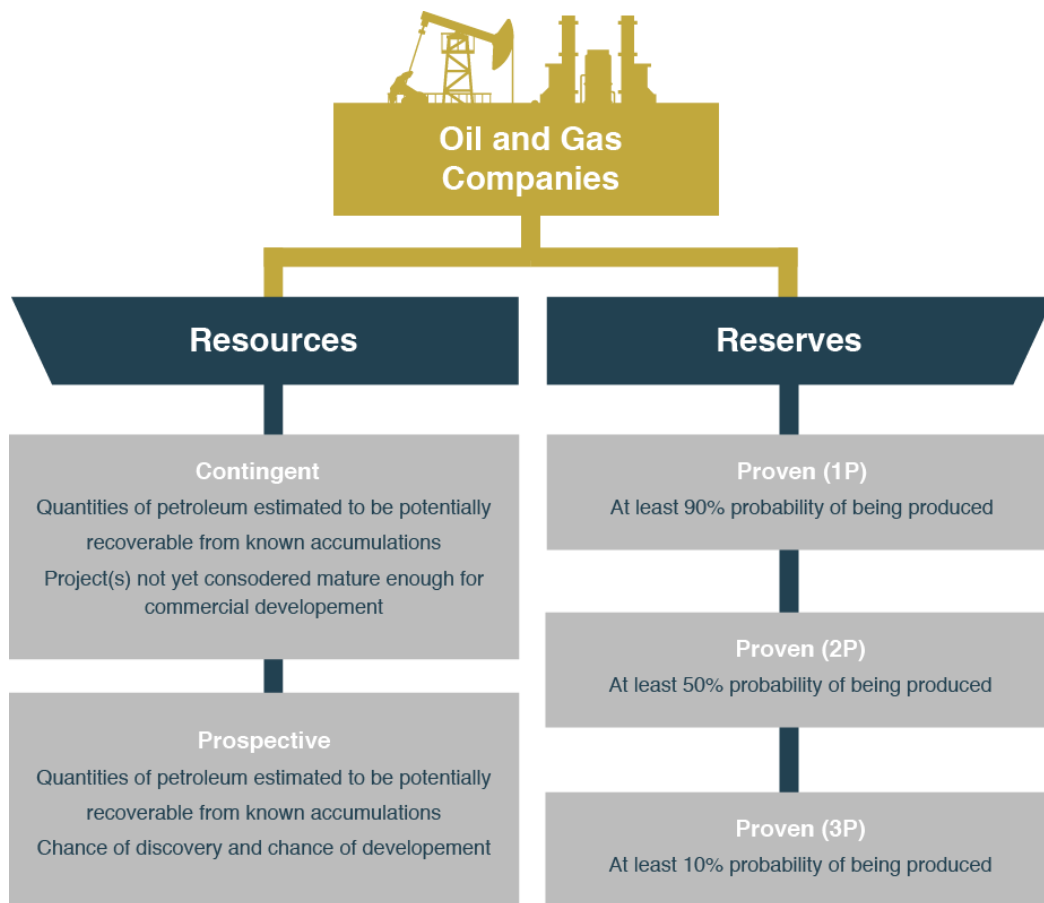 Oil and Gas
Companies
Resources
Reserves
Contingent
Quantities of petroleum estimated to be potentially
recoverable from known accumulations
Project(s) not yet consodered mature enough for
commercial developement
Prospective
Quantities of petroleum estimated to be potentially
recoverable from known accumulations
Chance of discovery and chance of developement
Proven (1P)
At least 90% probability of being produced
Proven (2P)
At least 50% probability of being produced
Proven (3P)
At least 10% probability of being produced